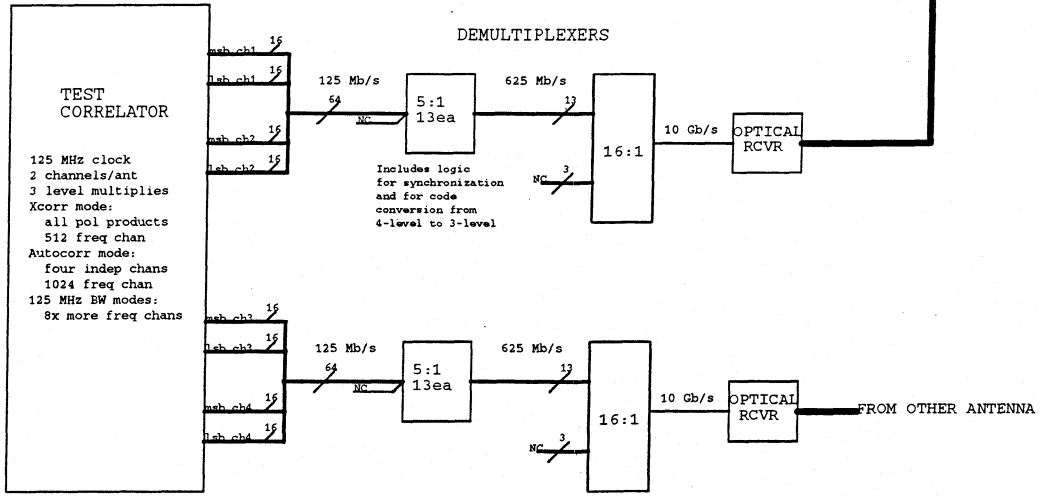 DEMULTIPLEXERS
TEST
CORRELATOR
125 MHz clock
2 channels/ant
3 level multiplies
Xcorr mode:
all pol products
512 freq chan
Autocorr mode:
four indep chans
1024 freq chan
125 MHz BW modes:
8x more freq chans
msb ch1 16
lsb ch1 16
msb ch2 16
lsb ch2 16
125 Mb/s
64
NC
5:1
13ea
Includes logic
for synchronization
and for code
conversion from
4-level to 3-level
625 Mb/s
13
NC 3
16:1
10 Gb/s
OPTICAL
RCVR
msb ch3 16
lsb ch3 16
msb ch4 16
lsb ch4 16
125 Mb/s
64
NC
5:1
13ea
625 Mb/s
13
NC 3
16:1
10 Gb/s
OPTICAL
RCVR
FROM OTHER ANTENNA